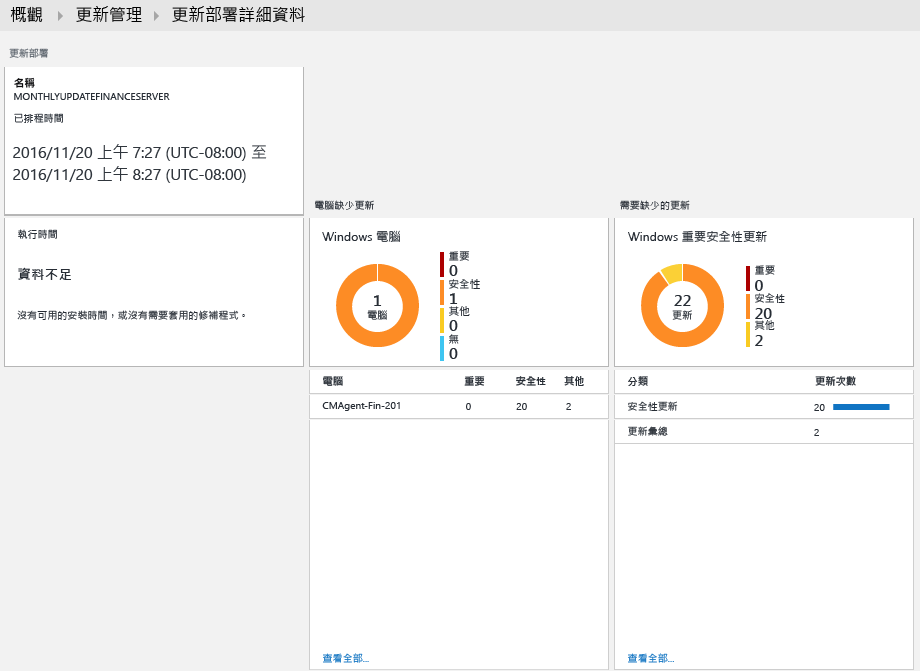 概觀 更新管理 更新部署詳細資料
更新部署
名稱
MONTHLYUPDATEFINANCESERVER
已排程時間
2016/11/20 上午 7:27 (UTC-08:00) 至
2016/11/20 上午 8:27 (UTC-08:00)
執行時間
資料不足
沒有可用的安裝時間，或沒有需要套用的修補程式。
電腦缺少更新
Windows 電腦
1
電腦
重要
0
安全性
1
其他
0
無
0
電腦 重要 安全性 其他
CMAgent-Fin-201 0 20 2
查看全部...
需要缺少的更新
Windows 重要安全性更新
22
更新
重要
0
安全性
20
其他
2
分類 更新次數
安全性更新 20
更新彙總 2
查看全部...